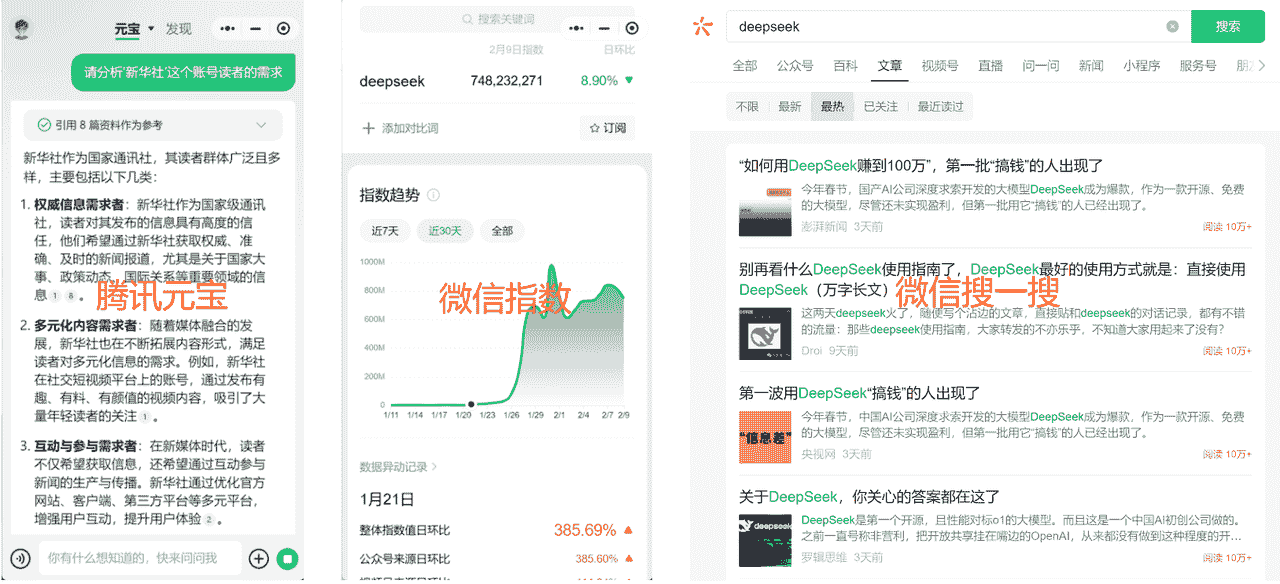 元宝 发现
请分析'新华社'这个账号读者的需求
引用 8 篇资料作为参考
新华社作为国家通讯社，其读者群体广泛且多
样，主要包括以下几类：
1. 权威信息需求者：新华社作为国家级通讯
社，读者对其发布的信息具有高度的信
任，他们希望通过新华社获取权威、准
确、及时的新闻报道，尤其是关于国家大
事、政策动态、国际关系等重要领域的信
息 1 8 。
腾讯元宝
2. 多元化内容需求者：随着媒体融合的发
展，新华社也在不断拓展内容形式，满足
读者对多元化信息的需求。例如，新华社
在社交短视频平台上的账号，通过发布有
趣、有料、有颜值的视频内容，吸引了大
量年轻读者的关注 1 。
3. 互动与参与需求者：在新媒体时代，读者
不仅希望获取信息，还希望通过互动参与
新闻的生产与传播。新华社通过优化官方
网站、客户端、第三方平台等多元平台，
增强用户互动，提升用户体验 2 。
你有什么想知道的，快来问问我
搜索关键词
2月9日指数 日环比
deepseek 748,232,271 8.90%
添加对比词 订阅
指数趋势
近7天 近30天 全部
1000M
800M
600M
400M
200M
0
1/11 1/14 1/17 1/20 1/23 1/26 1/29 2/1 2/4 2/7 2/9
微信指数
数据异动记录
1月21日
整体指数值日环比 385.69%
公众号来源日环比 385.60%
deepseek 搜索
全部 公众号 百科 文章 视频号 直播 问一问 新闻 小程序 服务号
不限 最新 最热 已关注 最近读过
“如何用DeepSeek赚到100万”，第一批“搞钱”的人出现了
今年春节，国产AI公司深度求索开发的大模型DeepSeek成为爆款，作为一款开源、免费
的大模型，尽管还未实现盈利，但第一批用它“搞钱”的人已经出现了。
澎湃新闻 3天前 阅读 10万+
别再看什么DeepSeek使用指南了，DeepSeek最好的使用方式就是：直接使用
DeepSeek（万字长文）
微信搜一搜
这两天deepseek火了，随便写个沾边的文章，直接贴和deepseek的对话记录，都有不错
的流量：那些deepseek使用指南，大家转发的不亦乐乎，不知道大家用起来了没有？
Droi 9天前 阅读 10万+
第一波用DeepSeek“搞钱”的人出现了
“信息差”
今年春节，中国AI公司深度求索开发的大模型DeepSeek成为爆款，作为一款开源、免费
的大模型，尽管还未实现盈利，但第一批用它“搞钱”的人已经出现了。
央视网 3天前 阅读 10万+
关于DeepSeek，你关心的答案都在这了
deepseek
DeepSeek是第一个开源，且性能对标o1的大模型。而且这是一个中国AI初创公司做的。
之前一直号称非营利，把开放共享挂在嘴边的OpenAI，从来都没有做到这种程度的开...
罗辑思维 3天前 阅读 10万+